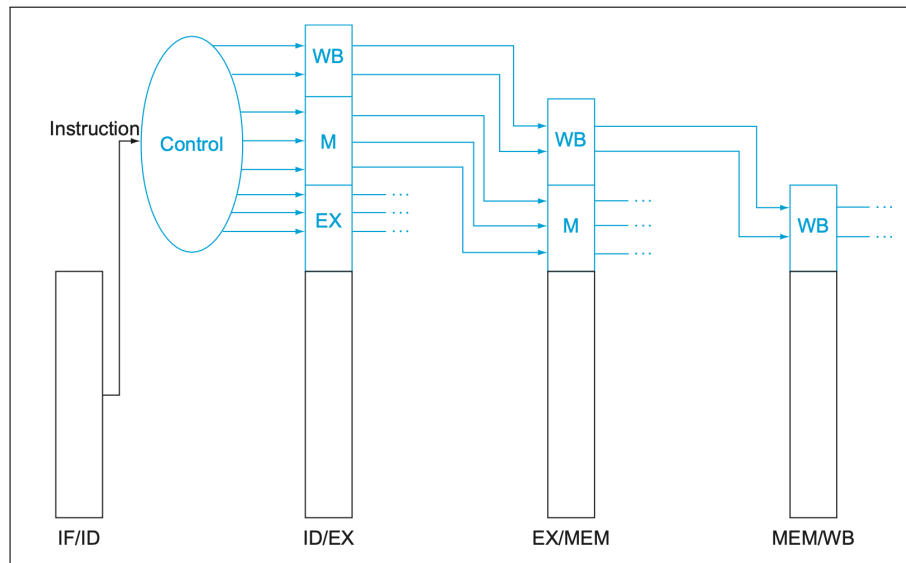 WB
Instruction
Control
M
WB
EX
M
WB
IF/ID
ID/EX
EX/MEM
MEM/WB